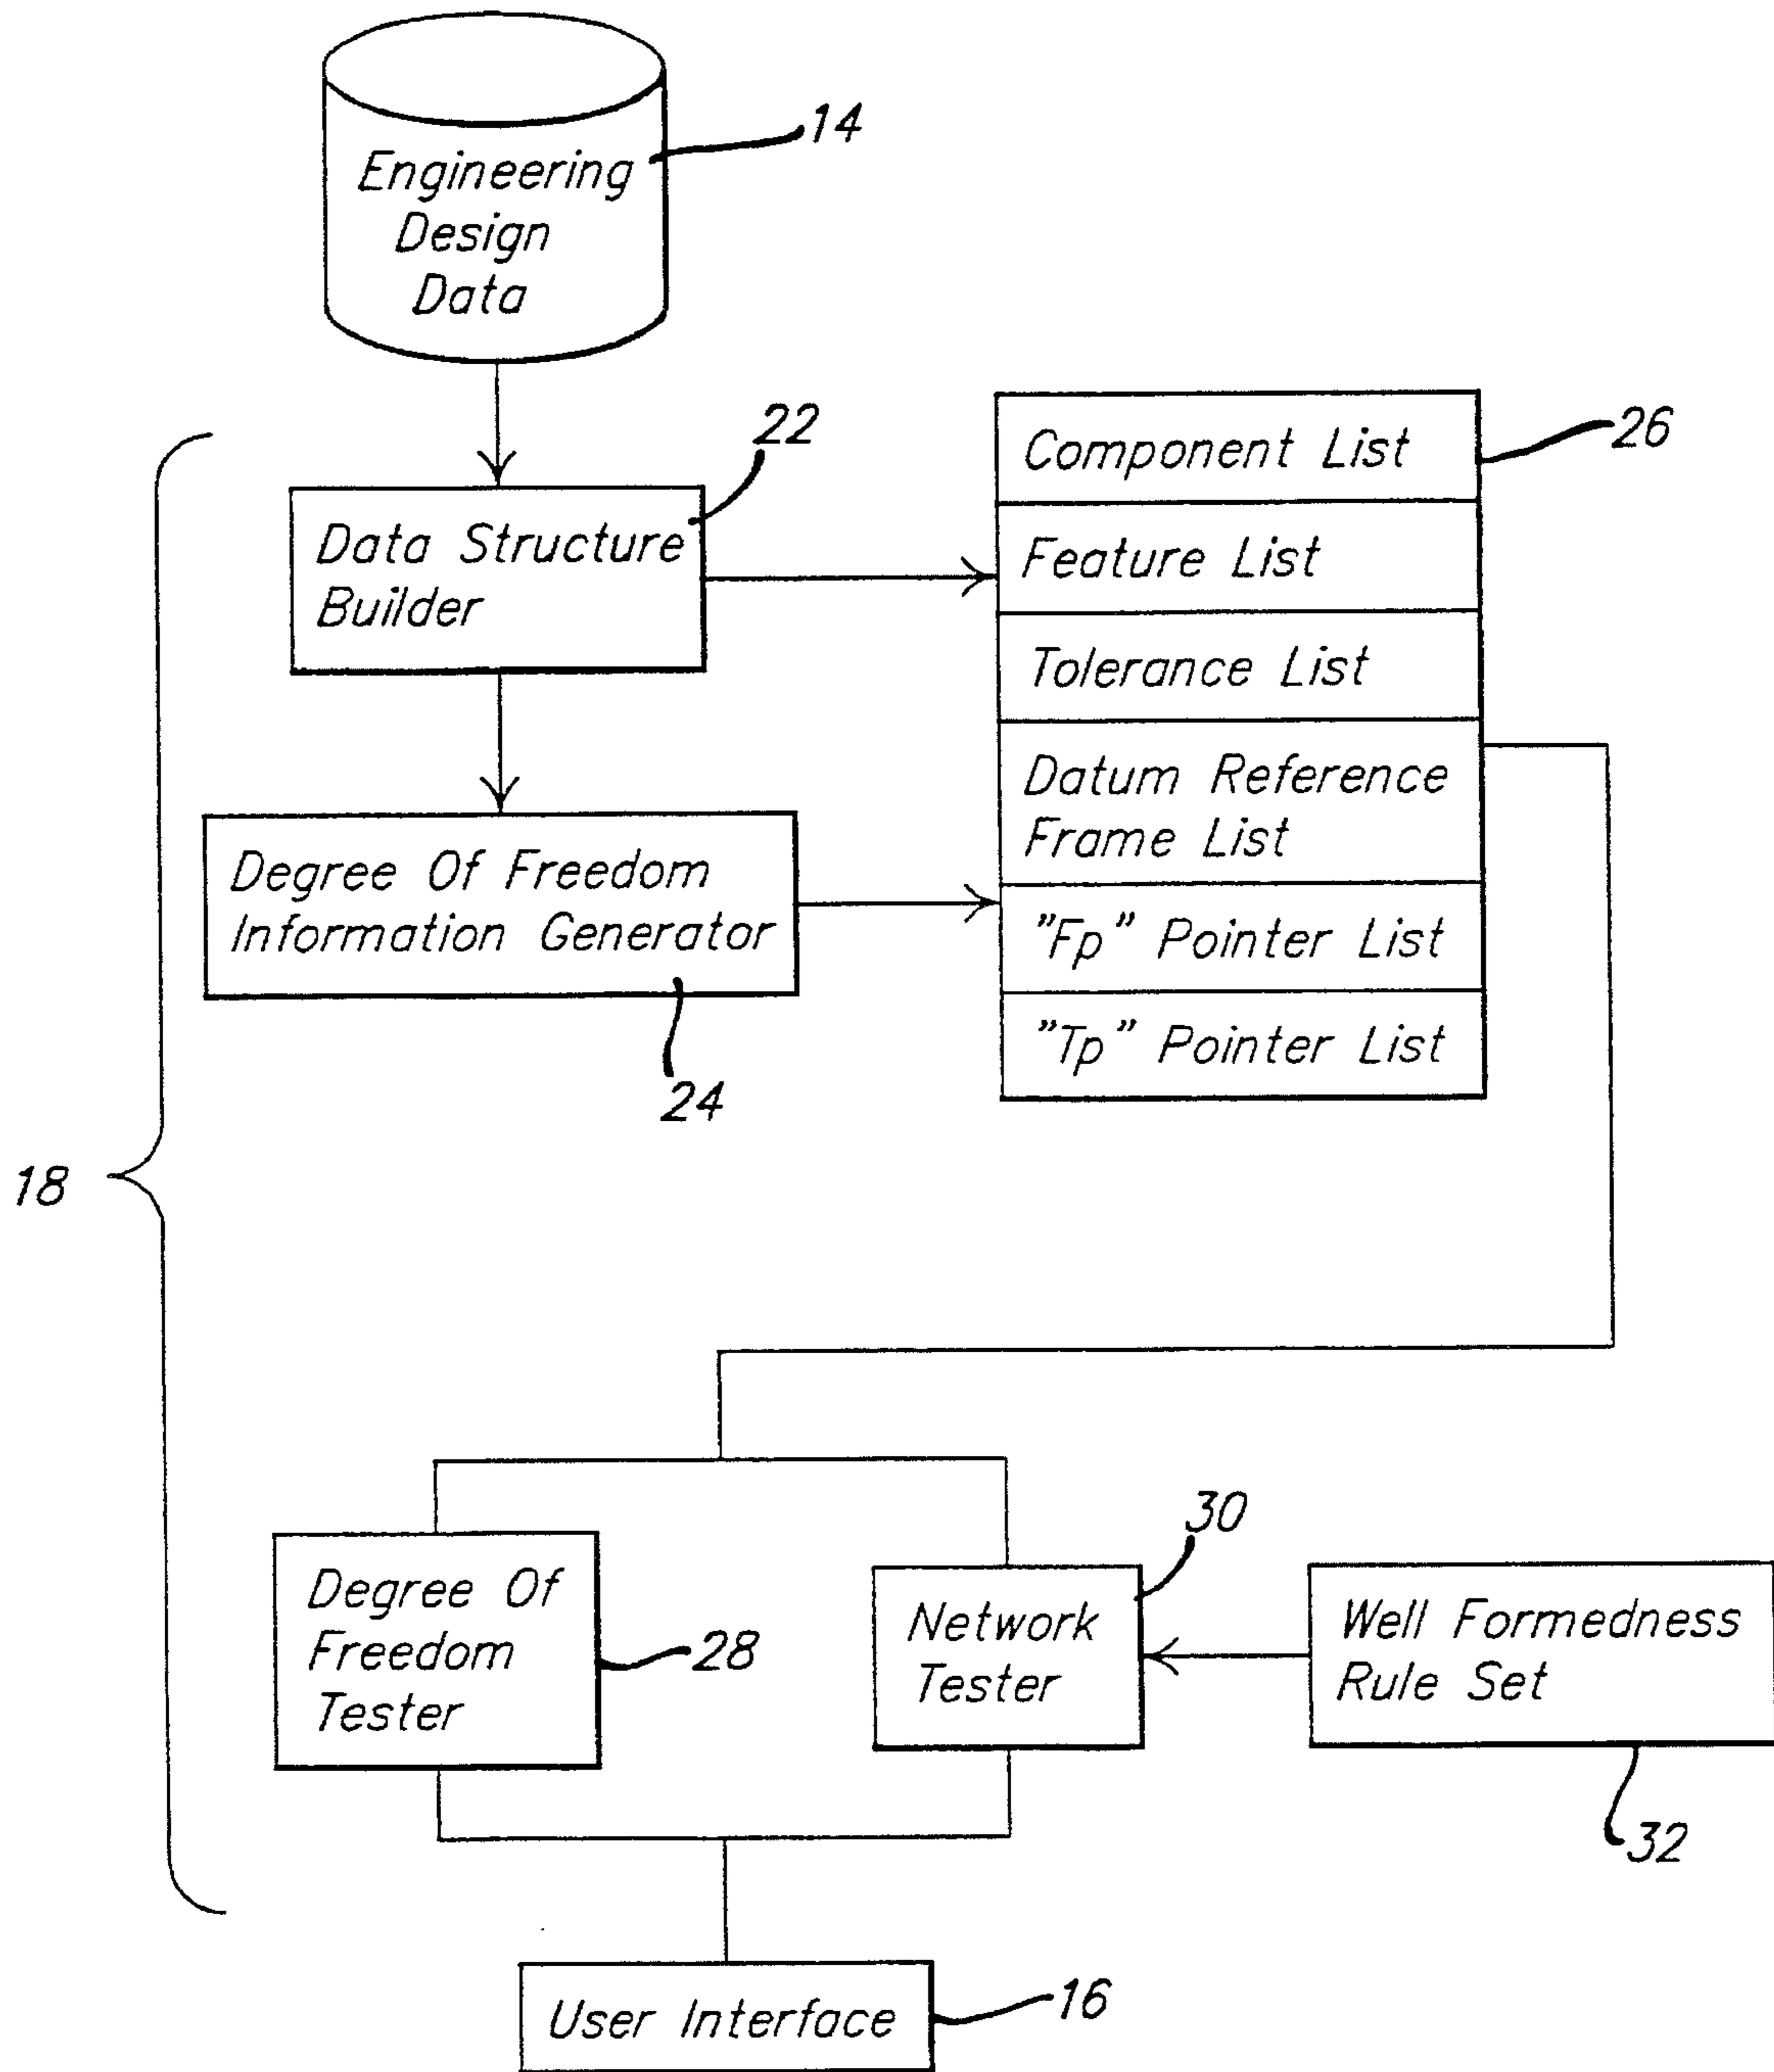 14
Engineering
Design
Data
22
26
Component List
Data Structure
Builder
Feature List
Tolerance List
Datum Reference
Frame List
Degree Of Freedom
Information Generator
"Fp" Pointer List
"Tp" Pointer List
24
18
30
Degree Of
Freedom
Tester
28
Network
Tester
Well Formedness
Rule Set
32
User Interface
16